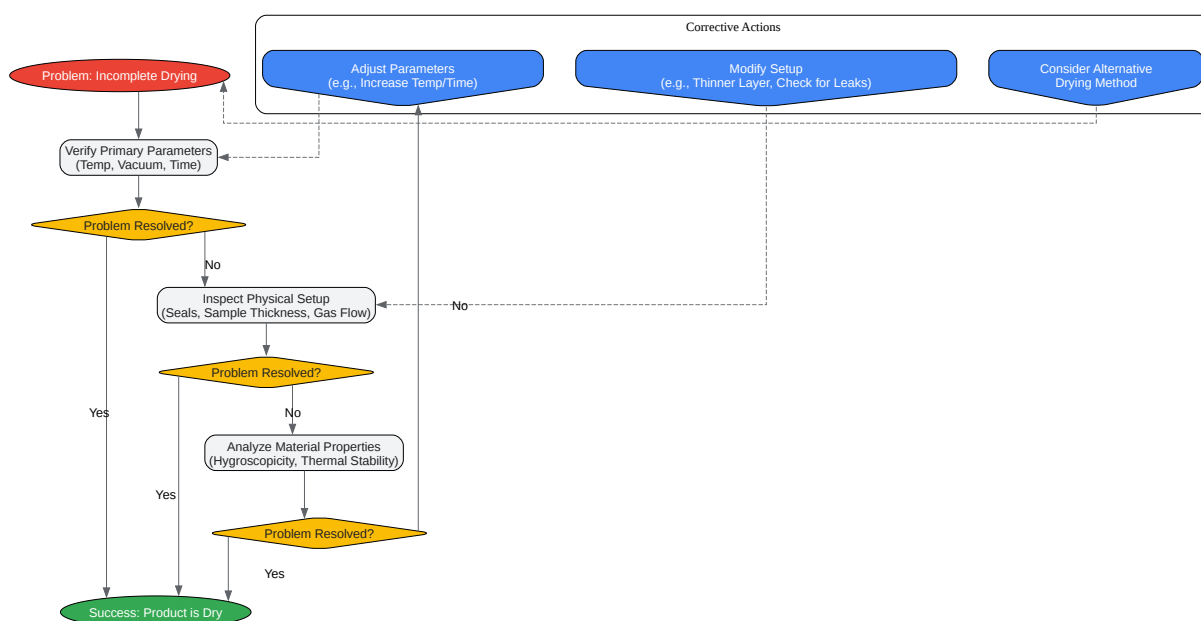 Corrective Actions
Problem: Incomplete Drying
Adjust Parameters
(e.g., Increase Temp/Time)
Modify Setup
(e.g., Thinner Layer, Check for Leaks)
Consider Alternative
Drying Method
Verify Primary Parameters
(Temp, Vacuum, Time)
Problem Resolved?
No
Inspect Physical Setup
(Seals, Sample Thickness, Gas Flow)
No
Problem Resolved?
Yes
No
Analyze Material Properties
(Hygroscopicity, Thermal Stability)
Yes
Problem Resolved?
Yes
Success: Product is Dry